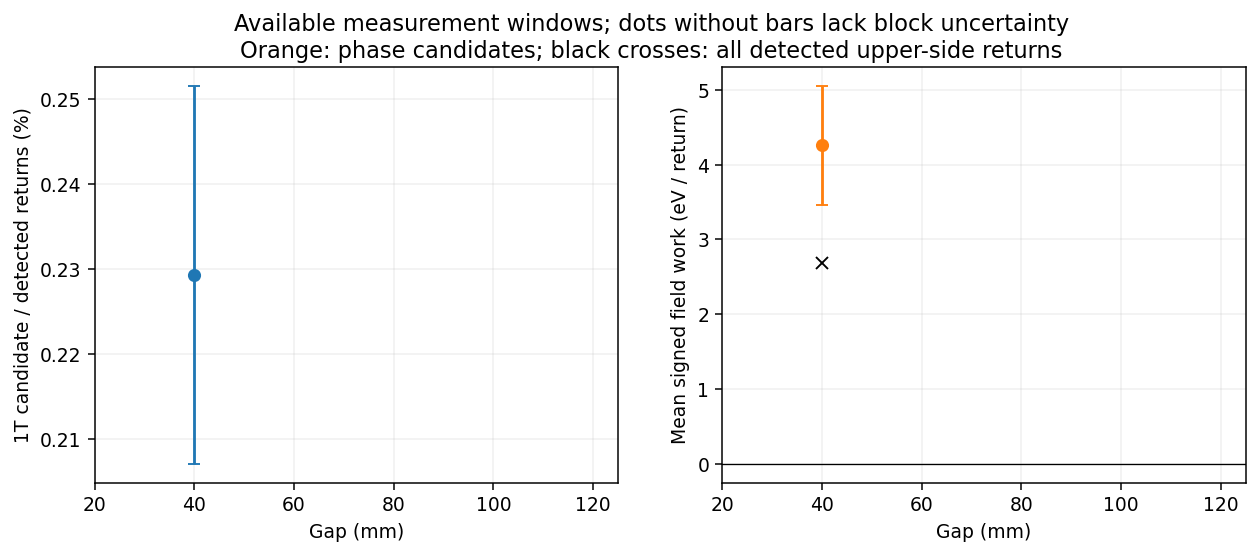 Available measurement windows; dots without bars lack block uncertainty
Orange: phase candidates; black crosses: all detected upper-side returns
1T candidate / detected returns (%)
0.25
0.24
0.23
0.22
0.21
20 40 60 80 100 120
Gap (mm)
Mean signed field work (eV / return)
5
4
3
2
1
0
20 40 60 80 100 120
Gap (mm)